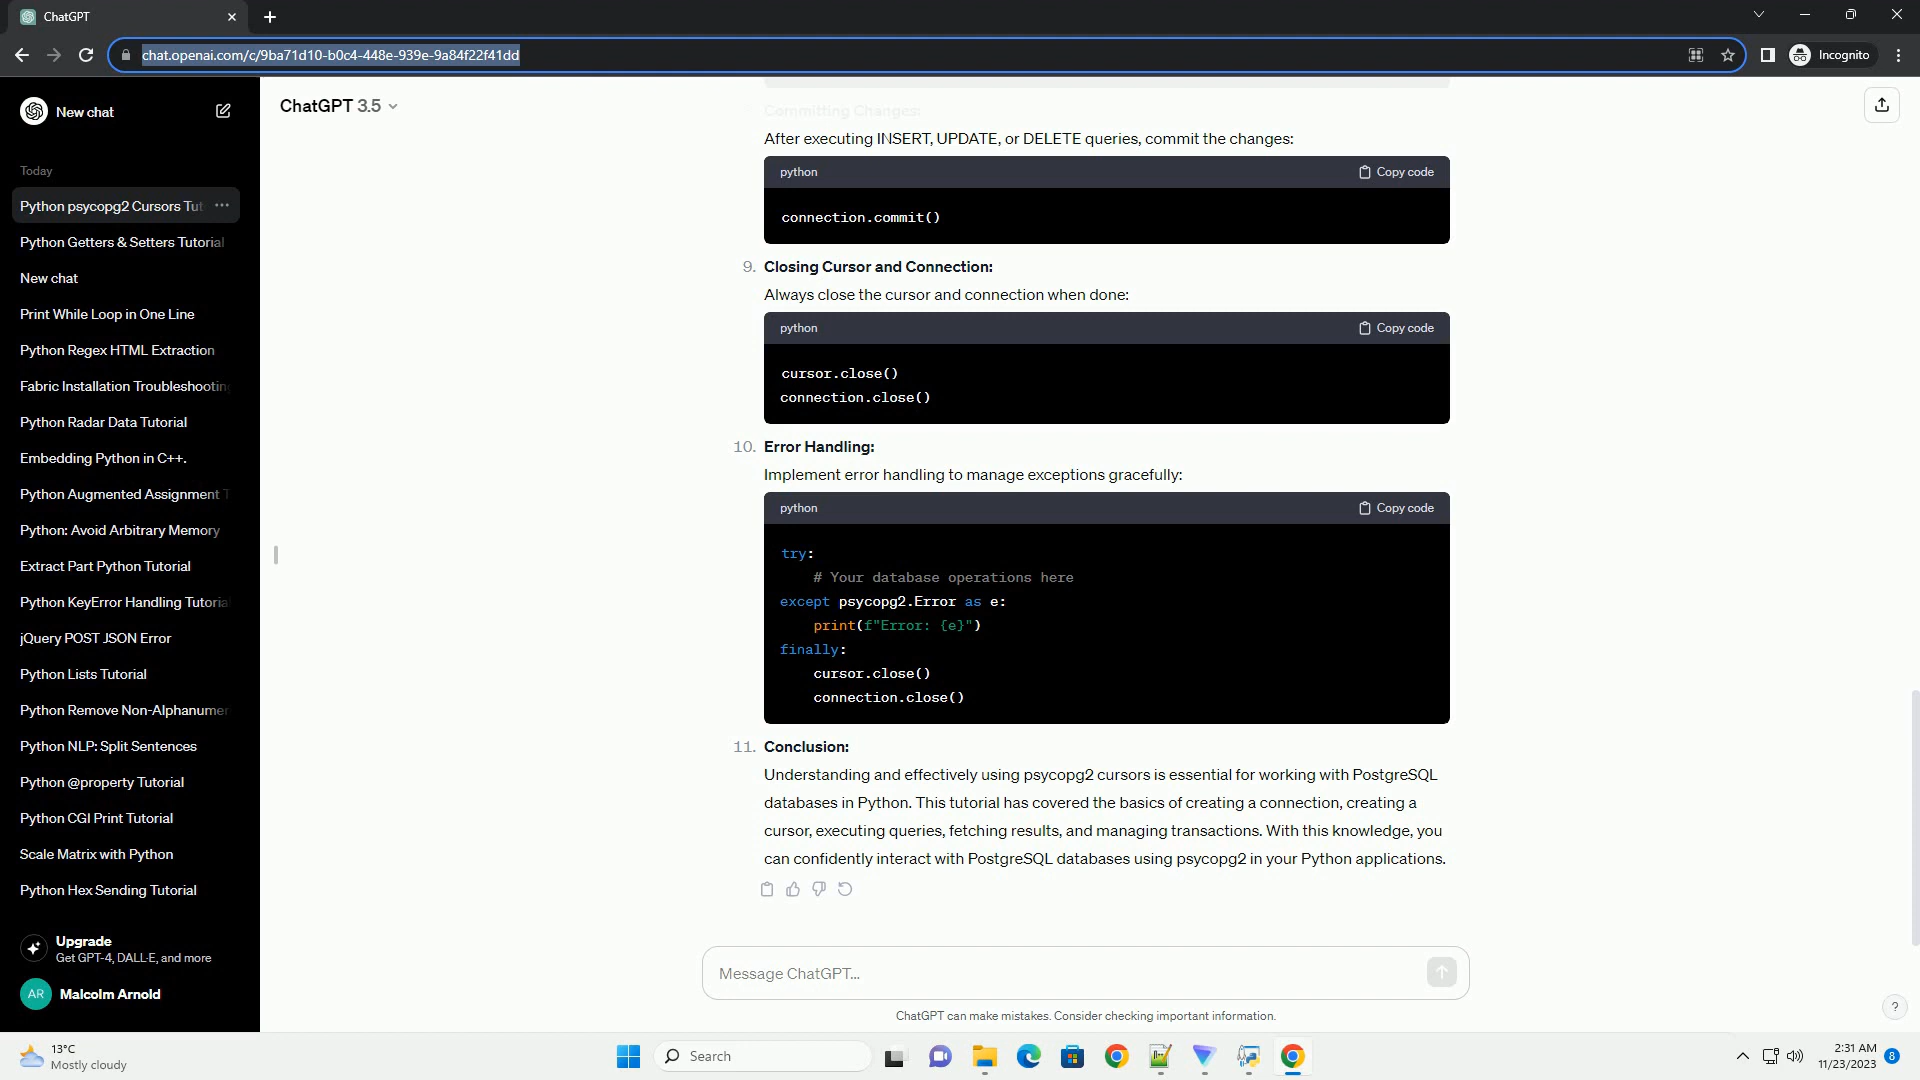 ChatGPT
chat.openai.com/c/9ba71d10-b0c4-448e-939e-9a84f22f41dd
Incognito
New chat
Today
Python psycopg2 Cursors Tut
Python Getters & Setters Tutorial
New chat
Print While Loop in One Line
Python Regex HTML Extraction
Fabric Installation Troubleshooting
Python Radar Data Tutorial
Embedding Python in C++.
Python Augmented Assignment T
Python: Avoid Arbitrary Memory
Extract Part Python Tutorial
Python KeyError Handling Tutorial
jQuery POST JSON Error
Python Lists Tutorial
Python Remove Non-Alphanumer
Python NLP: Split Sentences
Python @property Tutorial
Python CGI Print Tutorial
Scale Matrix with Python
Python Hex Sending Tutorial
Upgrade
Get GPT-4, DALL·E, and more
AR Malcolm Arnold
ChatGPT 3.5
Committing Changes:
After executing INSERT, UPDATE, or DELETE queries, commit the changes:
python Copy code
connection.commit()
9. Closing Cursor and Connection:
Always close the cursor and connection when done:
python Copy code
cursor.close()
connection.close()
10. Error Handling:
Implement error handling to manage exceptions gracefully:
python Copy code
try:
# Your database operations here
except psycopg2.Error as e:
print(f"Error: {e}")
finally:
cursor.close()
connection.close()
11. Conclusion:
Understanding and effectively using psycopg2 cursors is essential for working with PostgreSQL
databases in Python. This tutorial has covered the basics of creating a connection, creating a
cursor, executing queries, fetching results, and managing transactions. With this knowledge, you
can confidently interact with PostgreSQL databases using psycopg2 in your Python applications.
Message ChatGPT...
ChatGPT can make mistakes. Consider checking important information.
?
13°C
Mostly cloudy
Search
2:31 AM
11/23/2023
8